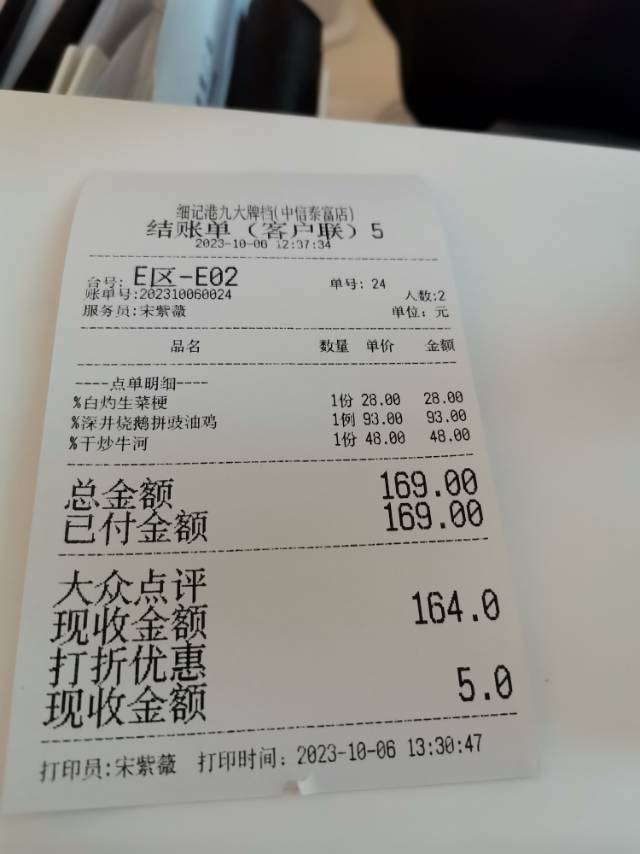 细记港九大牌档(中信泰富店)
结账单（客户联）5
2023-10-06 12:37:34
台号: E区-E02 单号: 24
账单号:202310060024 人数:2
服务员:宋紫薇 单位: 元
品名 数量 单价 金额
----点单明细----
%白灼生菜梗 1份 28.00 28.00
%深井烧鹅拼豉油鸡 1例 93.00 93.00
%干炒牛河 1份 48.00 48.00
总金额 169.00
已付金额 169.00
大众点评
现收金额 164.0
打折优惠
现收金额 5.0
打印员:宋紫薇 打印时间: 2023-10-06 13:30:47